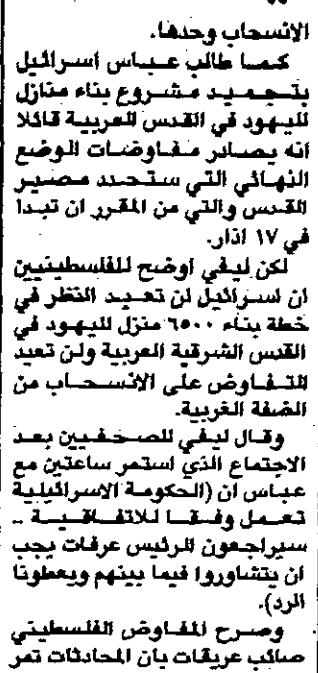 الانسحاب وحدها.
كما طالب عباس اسرائيل
بتجميد مشروع بناء منازل
لليهود في القدس العربية قائلا
انه يصادر مفاوضات الوضع
النهائي التي ستحدد مصير
القدس والتي من المقرر ان تبدا
في ١٧ اذار.
لكن ليفي اوضح للفلسطينيين
ان اسرائيل لن تعيد النظر في
خطة بناء ٦٥٠٠ منزل لليهود في
القدس الشرقية العربية ولن تعيد
التفاوض على الانسحاب من
الضفة الغربية.
وقال ليفي للصحفيين بعد
الاجتماع الذي استمر ساعتين مع
عباس ان (الحكومة الاسرائيلية
تعمل وفقا للاتفاقية ..
سيراجعون الرئيس عرفات يجب
ان يتشاوروا فيما بينهم ويعطونا
الرد).
وصرح المفاوض الفلسطيني
صائب عريقات بان المحادثات تمر